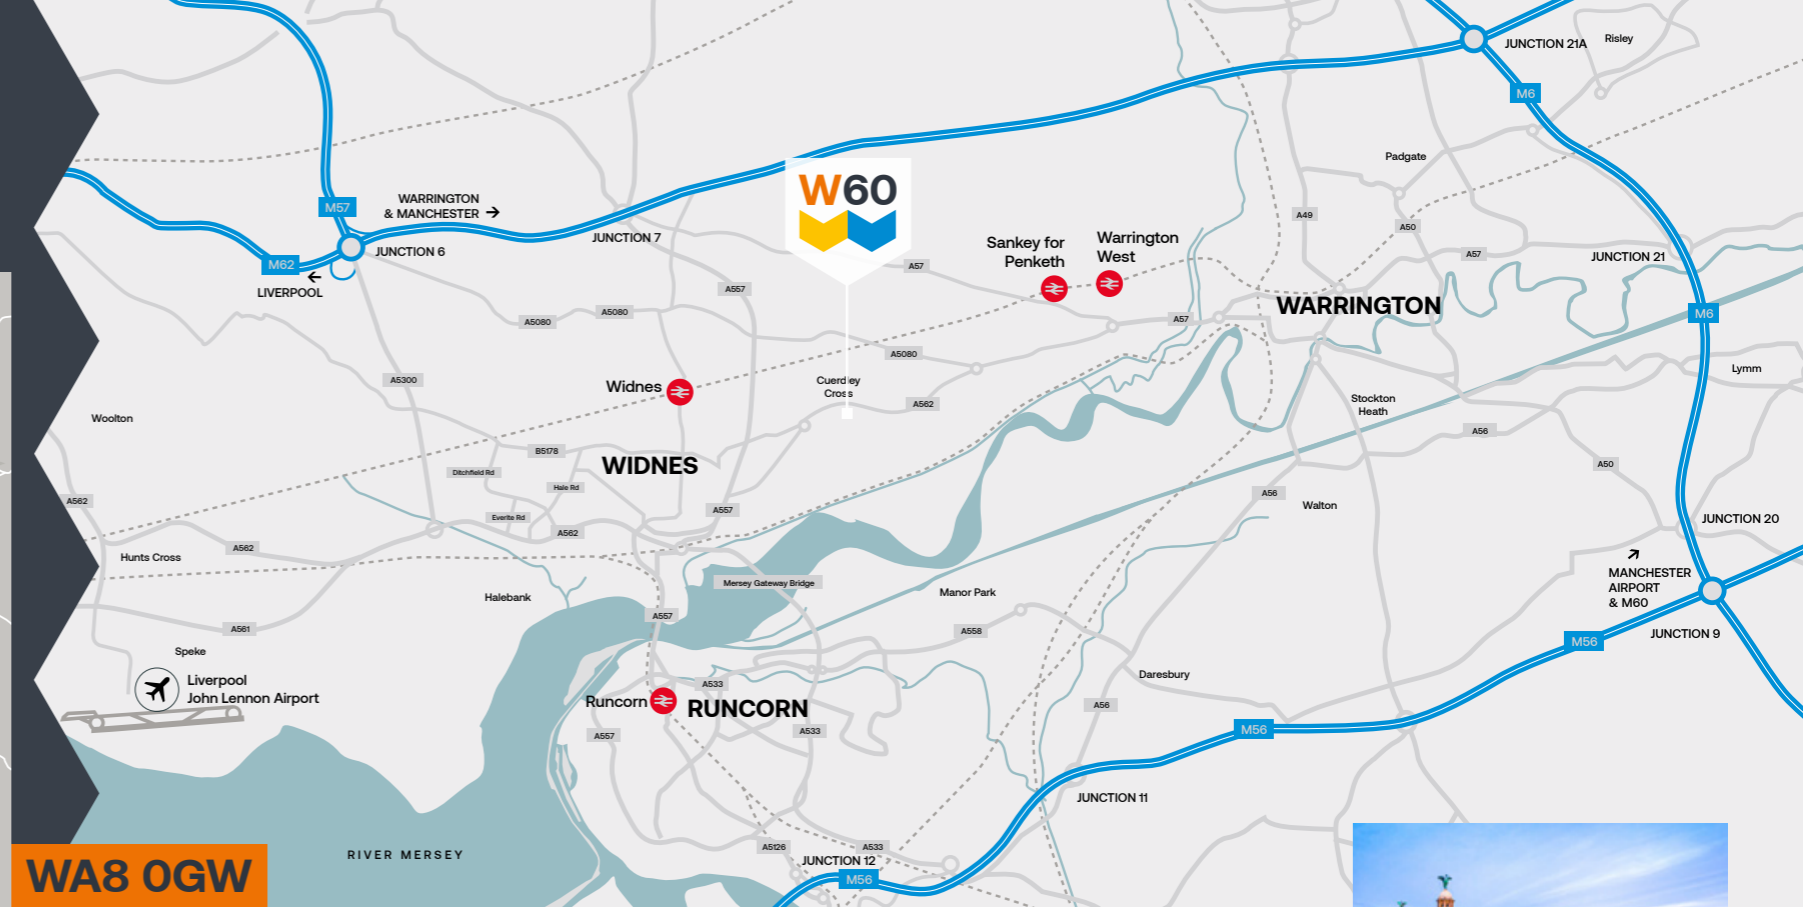 JUNCTION 21A
Risley
M6
Padgate
W60
M57
WARRINGTON
& MANCHESTER
JUNCTION 7
JUNCTION 6
M62
LIVERPOOL
A49
A50
A57
JUNCTION 21
Sankey for
Penketh
Warrington
West
A57
A557
A5080
A5080
A57
WARRINGTON
M6
A5080
A5300
Widnes
Cuerdley
Cross
A562
Lymm
Stockton
Heath
Woolton
A56
B5178
WIDNES
Ditchfield Rd
Hale Rd
A50
A562
A557
Everite Rd
A562
A56
Walton
JUNCTION 20
A562
Hunts Cross
Mersey Gateway Bridge
Manor Park
Halebank
MANCHESTER
AIRPORT
& M60
A557
A561
A558
JUNCTION 9
M56
Speke
Liverpool
John Lennon Airport
Daresbury
A533
Runcorn
RUNCORN
A56
A557
A533
M56
JUNCTION 11
A5126
A533
JUNCTION 12
M56
RIVER MERSEY
WA8 0GW